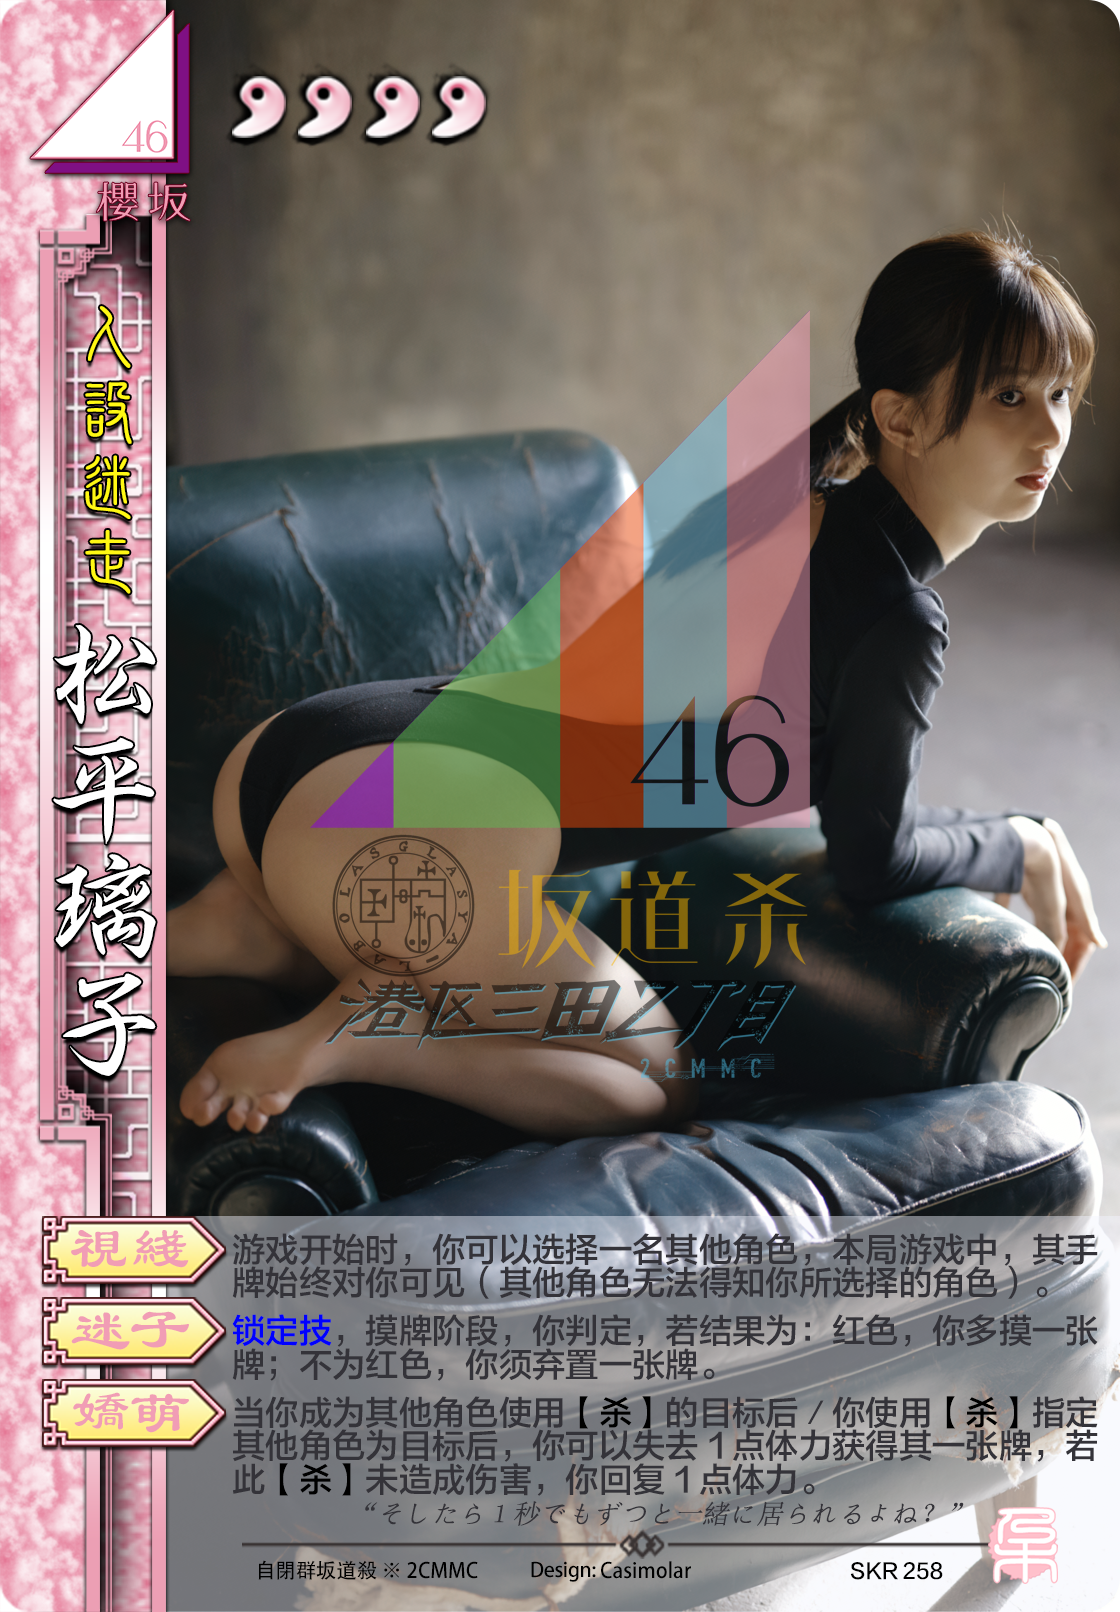 46
櫻坂
人設迷走
松平璃子
46
GLASYALABOLAS
坂道杀
港区三田2丁目
2CMMC
視綫
游戏开始时，你可以选择一名其他角色，本局游戏中，其手
牌始终对你可见（其他角色无法得知你所选择的角色）。
迷子
锁定技，摸牌阶段，你判定，若结果为：红色，你多摸一张
牌；不为红色，你须弃置一张牌。
嬌萌
当你成为其他角色使用【杀】的目标后／你使用【杀】指定
其他角色为目标后，你可以失去1点体力获得其一张牌，若
此【杀】未造成伤害，你回复1点体力。
“そしたら1秒でもずつと一緒に居られるよね？”
自閉群坂道殺 ※ 2CMMC
Design: Casimolar
SKR 258